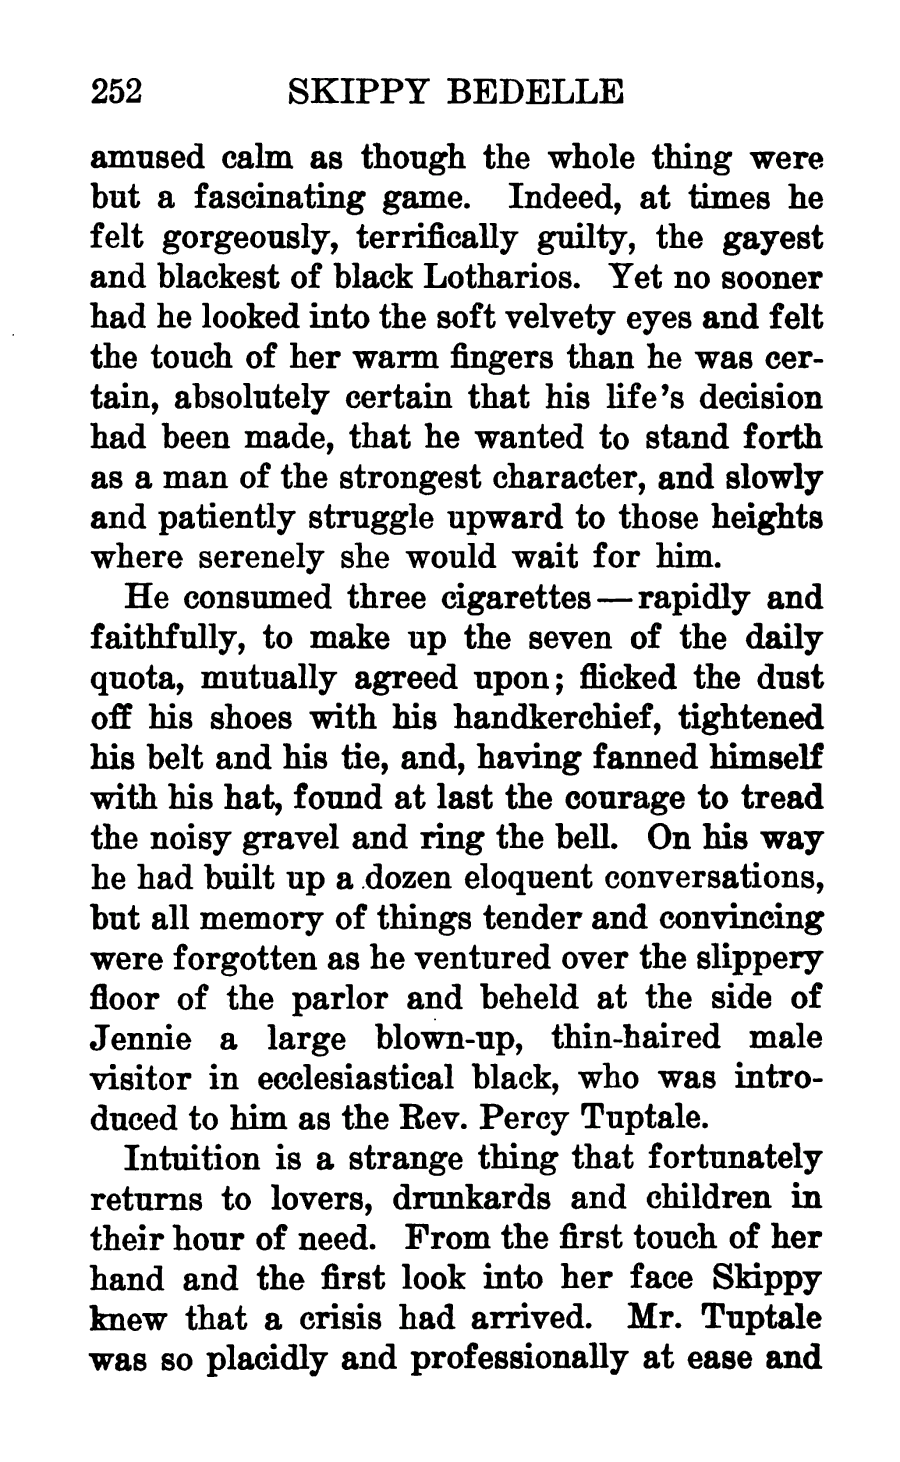 252 SKIPPY BEDELLE
amused calm as though the whole thing were
but a fascinating game. Indeed, at times he
felt gorgeously, terrifically guilty, the gayest
and blackest of black Lotharios. Yet no sooner
had he looked into the soft velvety eyes and felt
the touch of her warm fingers than he was cer-
tain, absolutely certain that his life's decision
had been made, that he wanted to stand forth
as a man of the strongest character, and slowly
and patiently struggle upward to those heights
where serenely she would wait for him.
He consumed three cigarettes—rapidly and
faithfully, to make up the seven of the daily
quota, mutually agreed upon; flicked the dust
off his shoes with his handkerchief, tightened
his belt and his tie, and, having fanned himself
with his hat, found at last the courage to tread
the noisy gravel and ring the bell. On his way
he had built up a dozen eloquent conversations,
but all memory of things tender and convincing
were forgotten as he ventured over the slippery
floor of the parlor and beheld at the side of
Jennie a large blown-up, thin-haired male
visitor in ecclesiastical black, who was intro-
duced to him as the Rev. Percy Tuptale.
Intuition is a strange thing that fortunately
returns to lovers, drunkards and children in
their hour of need. From the first touch of her
hand and the first look into her face Skippy
knew that a crisis had arrived. Mr. Tuptale
was so placidly and professionally at ease and